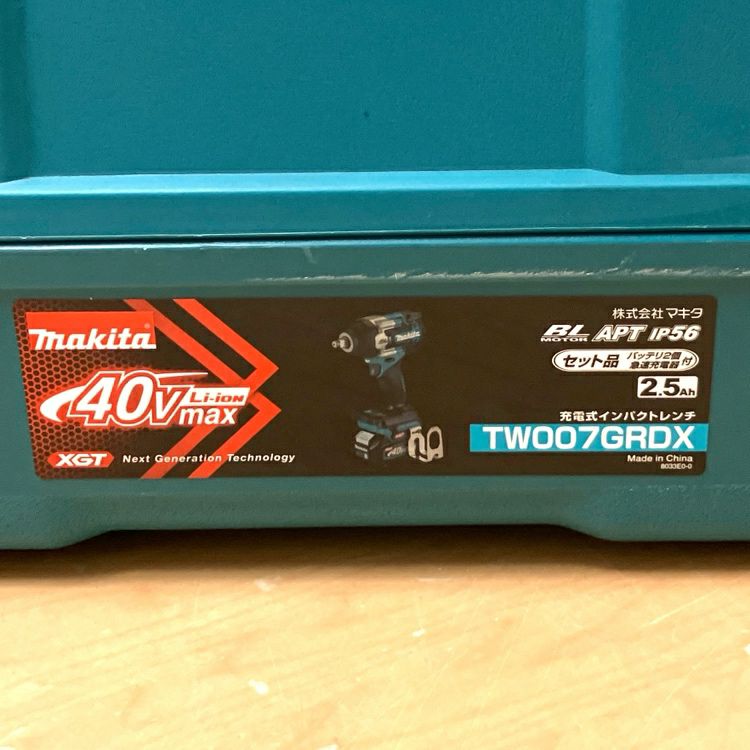 makita
40Vmax Li-ion
XGT Next Generation Technology
株式会社マキタ
BL MOTOR APT IP56
セット品 バッテリ2個 急速充電器 付
2.5Ah
充電式インパクトレンチ
TW007GRDX
Made in China
8033E0-0